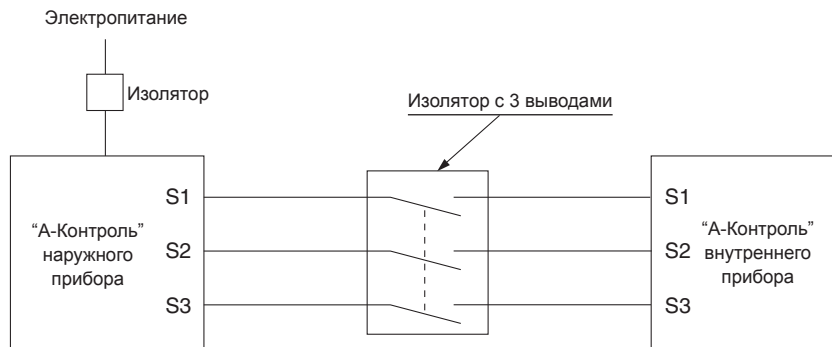 Электропитание
Изолятор
Изолятор с 3 выводами
“А-Контроль”
наружного
прибора
S1
S2
S3
S1
S2
S3
“А-Контроль”
внутреннего
прибора